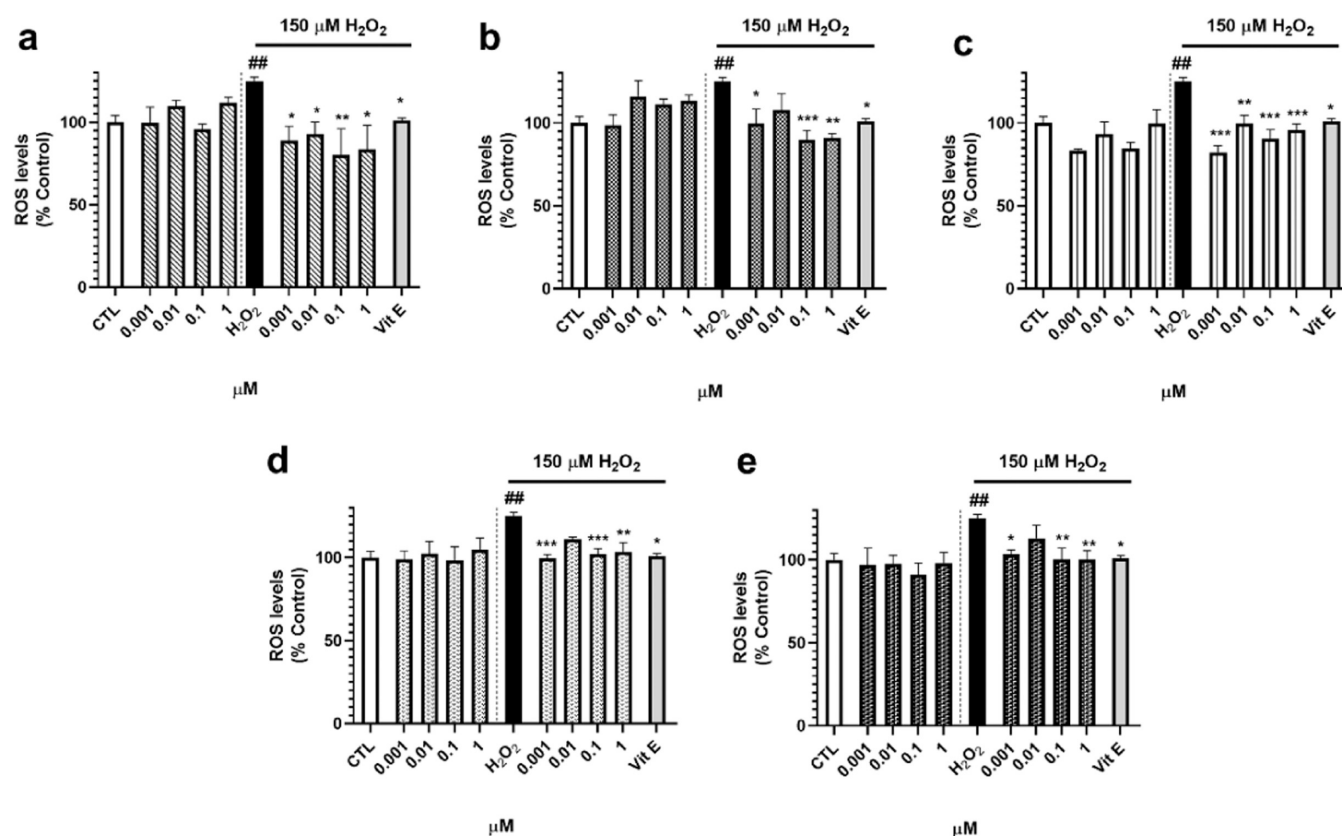 a
150 μM H₂O₂
##
* * ** * *
ROS levels
(% Control)
100
50
0
CTL 0.001 0.01 0.1 1 H₂O₂ 0.001 0.01 0.1 1 Vit E
μM
b
150 μM H₂O₂
##
* *** ** *
ROS levels
(% Control)
100
50
0
CTL 0.001 0.01 0.1 1 H₂O₂ 0.001 0.01 0.1 1 Vit E
μM
c
150 μM H₂O₂
##
*** ** *** *** *
ROS levels
(% Control)
100
50
0
CTL 0.001 0.01 0.1 1 H₂O₂ 0.001 0.01 0.1 1 Vit E
μM
d
150 μM H₂O₂
##
*** *** ** *
ROS levels
(% Control)
100
50
0
CTL 0.001 0.01 0.1 1 H₂O₂ 0.001 0.01 0.1 1 Vit E
μM
e
150 μM H₂O₂
##
* ** ** *
ROS levels
(% Control)
100
50
0
CTL 0.001 0.01 0.1 1 H₂O₂ 0.001 0.01 0.1 1 Vit E
μM